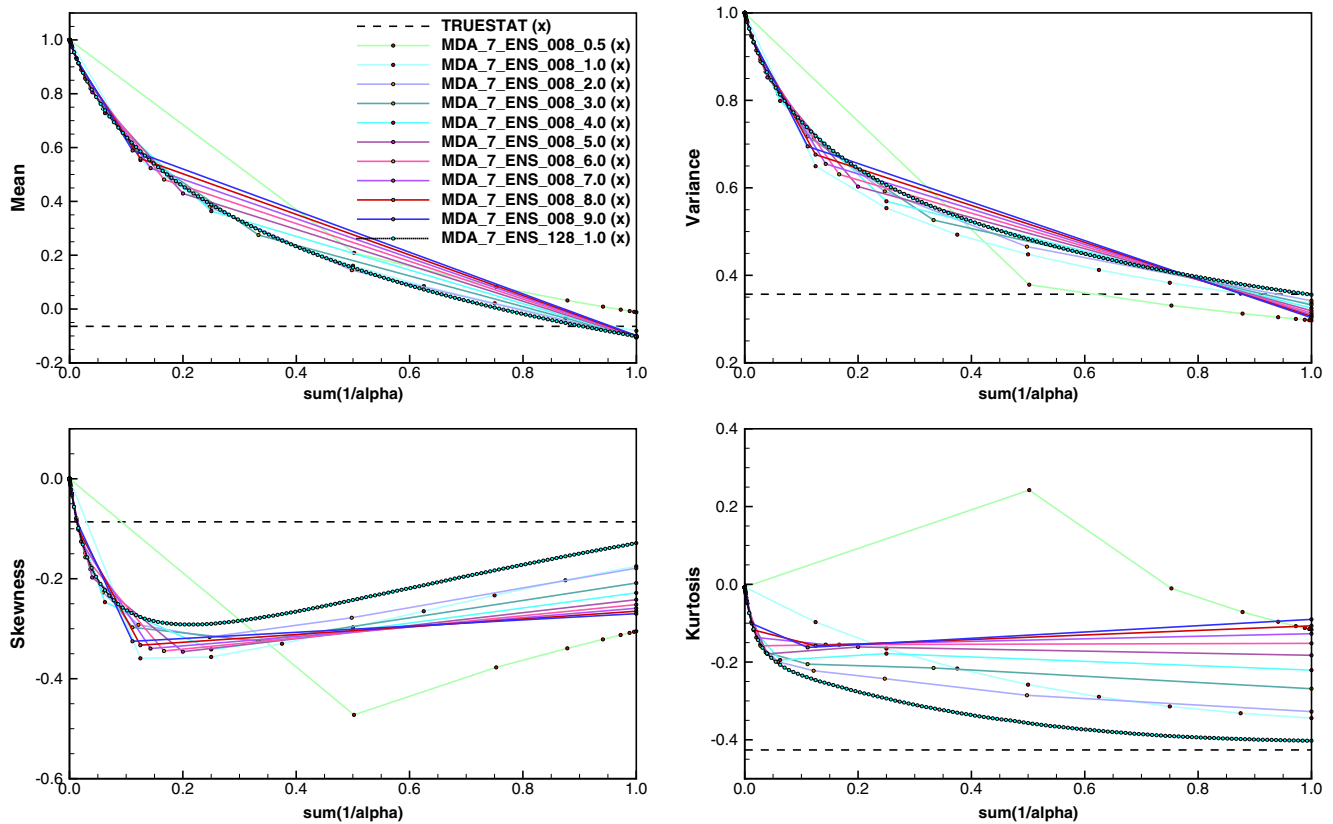 TRUESTAT (x)
MDA_7_ENS_008_0.5 (x)
MDA_7_ENS_008_1.0 (x)
MDA_7_ENS_008_2.0 (x)
MDA_7_ENS_008_3.0 (x)
MDA_7_ENS_008_4.0 (x)
MDA_7_ENS_008_5.0 (x)
MDA_7_ENS_008_6.0 (x)
MDA_7_ENS_008_7.0 (x)
MDA_7_ENS_008_8.0 (x)
MDA_7_ENS_008_9.0 (x)
MDA_7_ENS_128_1.0 (x)
Mean
1.0
0.8
0.6
0.4
0.2
0.0
-0.2
0.0 0.2 0.4 0.6 0.8 1.0
sum(1/alpha)
Variance
1.0
0.8
0.6
0.4
0.2
0.0 0.2 0.4 0.6 0.8 1.0
sum(1/alpha)
Skewness
0.0
-0.2
-0.4
-0.6
0.0 0.2 0.4 0.6 0.8 1.0
sum(1/alpha)
Kurtosis
0.4
0.2
0.0
-0.2
-0.4
0.0 0.2 0.4 0.6 0.8 1.0
sum(1/alpha)